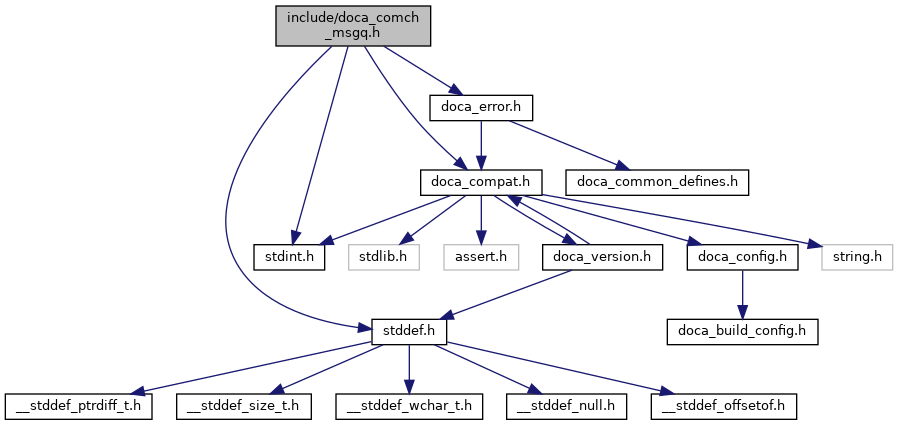 include/doca_comch
_msgq.h
doca_error.h
doca_compat.h
doca_common_defines.h
stdint.h
stdlib.h
assert.h
doca_version.h
doca_config.h
string.h
stddef.h
doca_build_config.h
__stddef_ptrdiff_t.h
__stddef_size_t.h
__stddef_wchar_t.h
__stddef_null.h
__stddef_offsetof.h